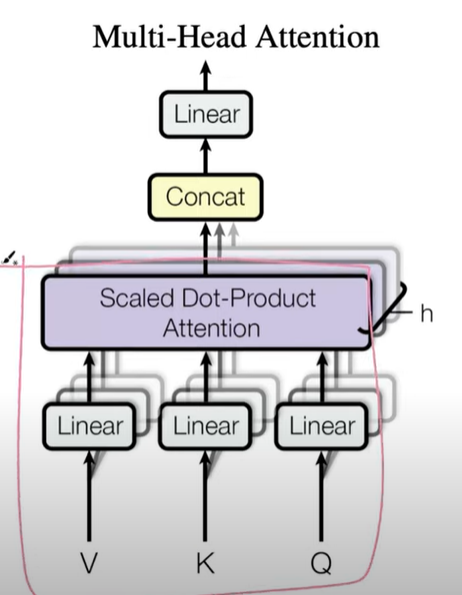 Multi-Head Attention
Linear
Concat
Scaled Dot-Product
Attention
h
Linear
Linear
Linear
V
K
Q